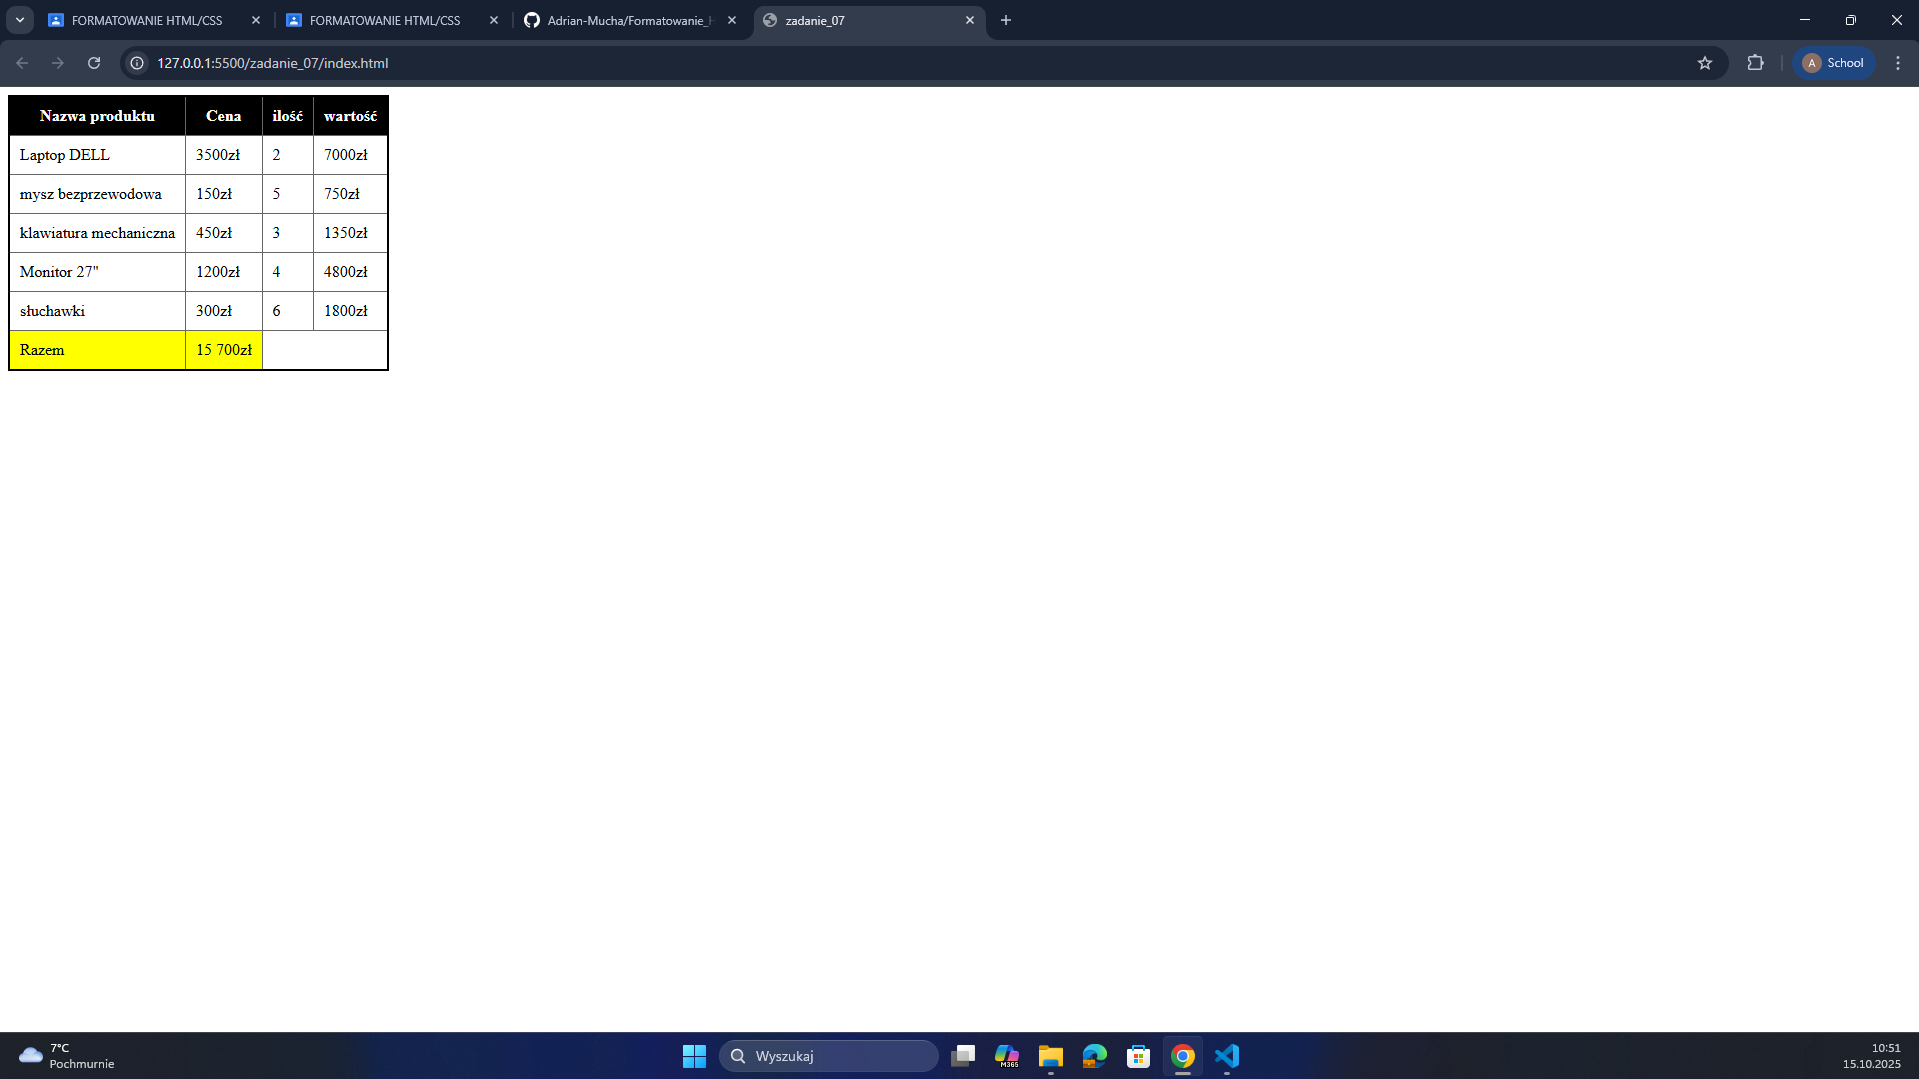 FORMATOWANIE HTML/CSS
FORMATOWANIE HTML/CSS
Adrian-Mucha/Formatowanie_H
zadanie_07
127.0.0.1:5500/zadanie_07/index.html
A School
Nazwa produktu Cena ilość wartość
Laptop DELL 3500zł 2 7000zł
mysz bezprzewodowa 150zł 5 750zł
klawiatura mechaniczna 450zł 3 1350zł
Monitor 27" 1200zł 4 4800zł
słuchawki 300zł 6 1800zł
Razem 15 700zł
7°C
Pochmurnie
Wyszukaj
M365
10:51
15.10.2025